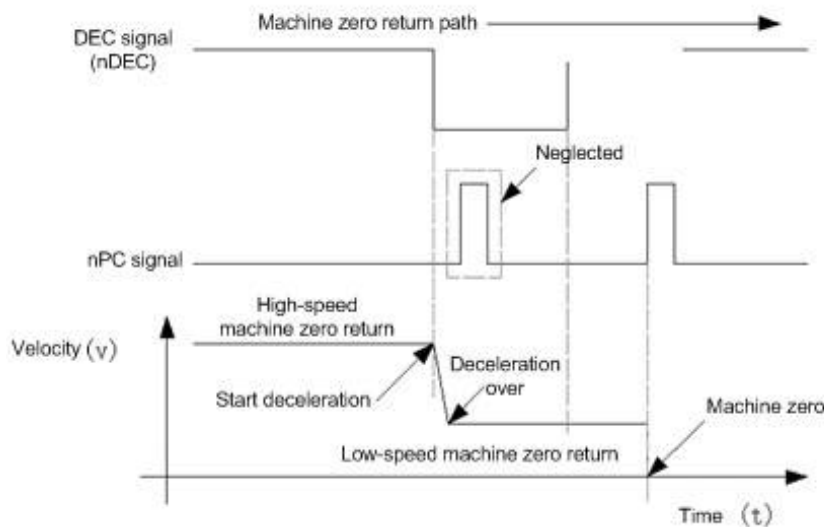 Machine zero return path
DEC signal
(nDEC)
Neglected
nPC signal
High-speed
machine zero return
Velocity (v)
Deceleration
over
Start deceleration
Machine zero
Low-speed machine zero return
Time (t)